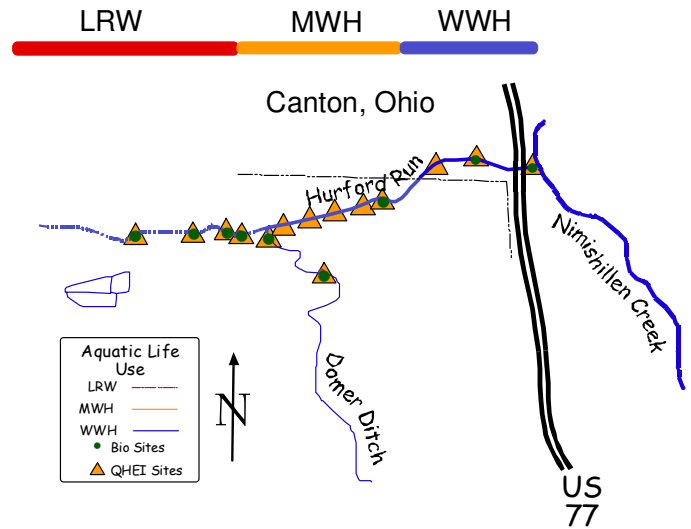 LRW MWH WWH
Canton, Ohio
Hurford Run
Nimishillen Creek
Domer Ditch
Aquatic Life
Use
LRW
MWH
WWH
Bio Sites
QHEI Sites
N
US
77